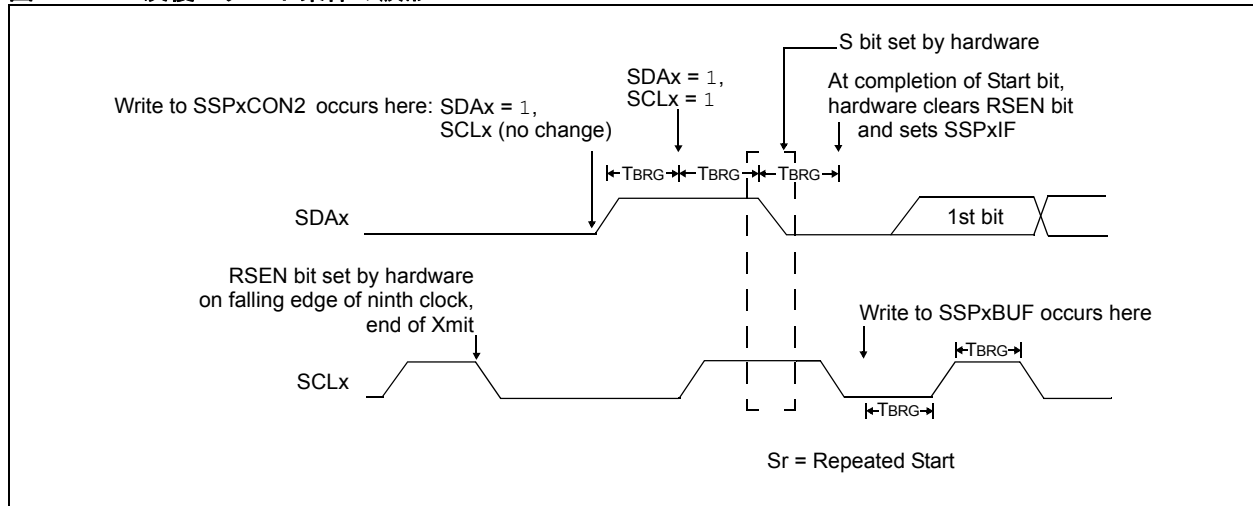 S bit set by hardware
SDAx = 1,
SCLx = 1
At completion of Start bit,
hardware clears RSEN bit
and sets SSPxIF
Write to SSPxCON2 occurs here: SDAx = 1,
SCLx (no change)
TBRG
TBRG
TBRG
SDAx
1st bit
RSEN bit set by hardware
on falling edge of ninth clock,
end of Xmit
Write to SSPxBUF occurs here
TBRG
SCLx
TBRG
Sr = Repeated Start